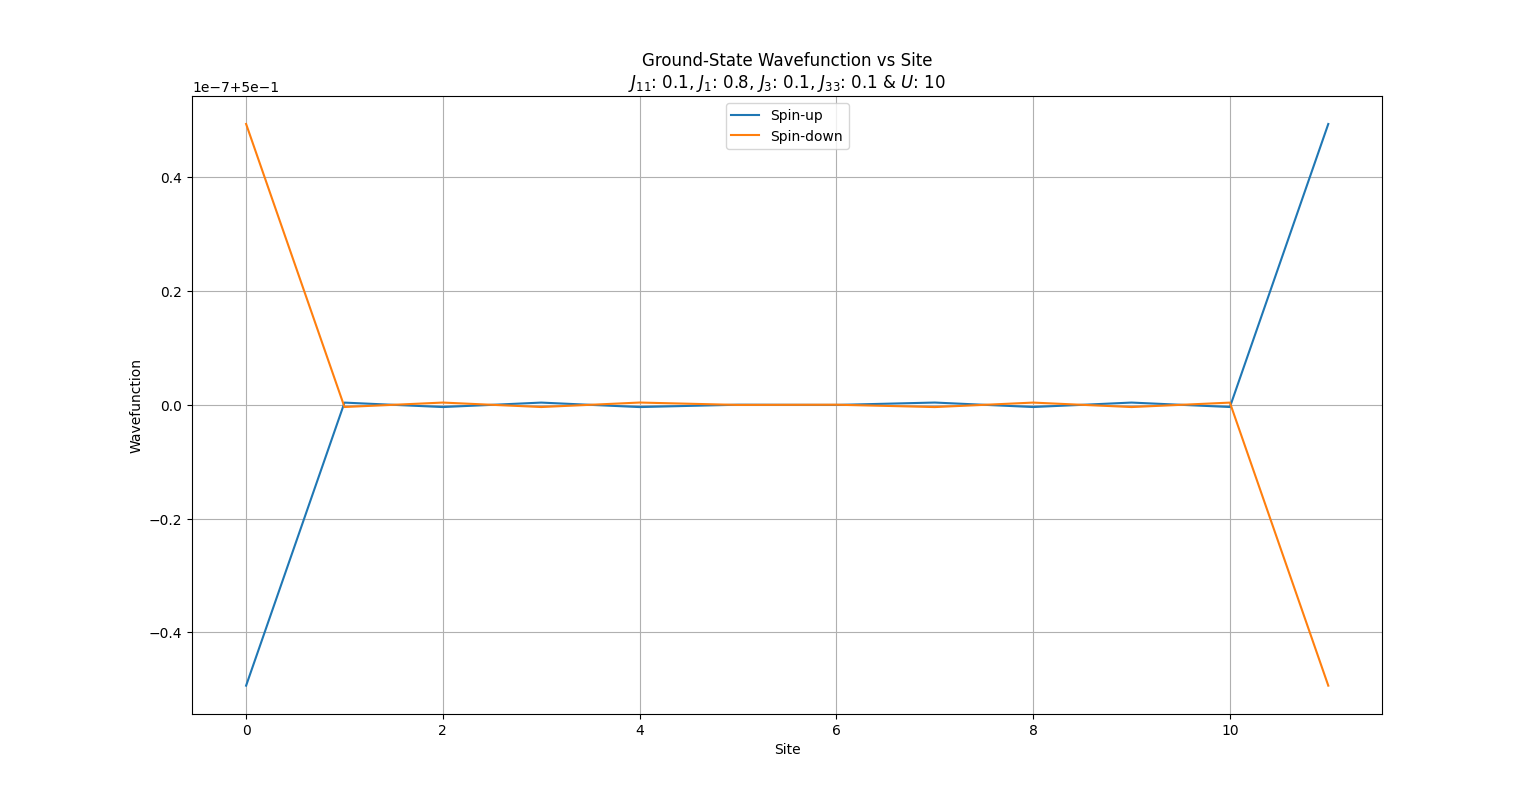 Ground-State Wavefunction vs Site
J₁₁: 0.1, J₁: 0.8, J₃: 0.1, J₃₃: 0.1 & U: 10
1e−7+5e−1
Spin-up
Spin-down
0.4
0.2
0.0
−0.2
−0.4
Wavefunction
0 2 4 6 8 10
Site